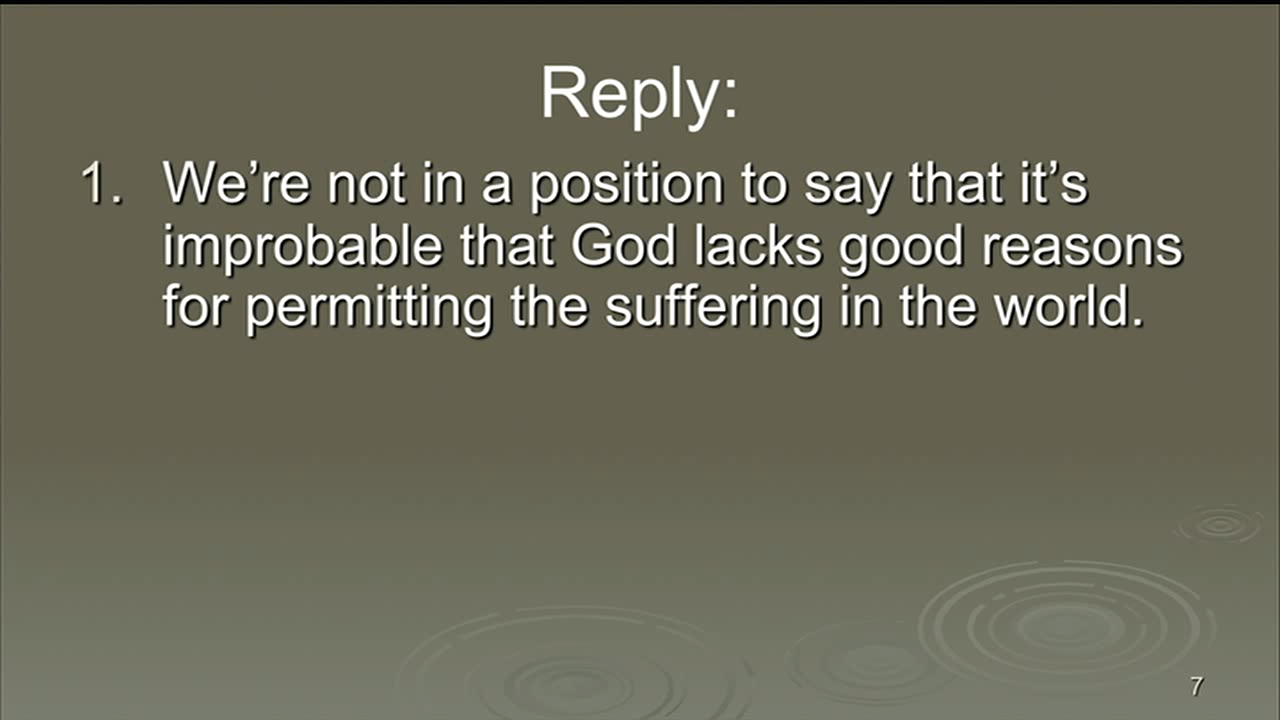 Reply:
1. We’re not in a position to say that it’s
improbable that God lacks good reasons
for permitting the suffering in the world.
7